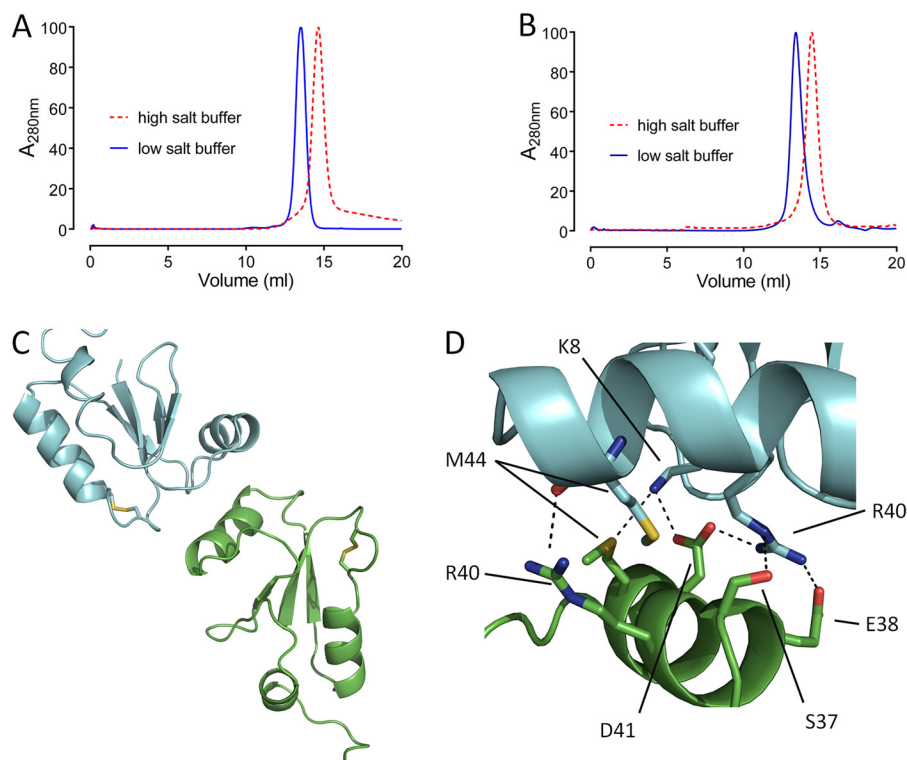 A
100
80
60
40
20
0
A280nm
high salt buffer
low salt buffer
0
5
10
15
20
Volume (ml)
B
100
80
60
40
20
0
A280nm
high salt buffer
low salt buffer
0
5
10
15
20
Volume (ml)
C
D
K8
M44
R40
R40
E38
D41
S37